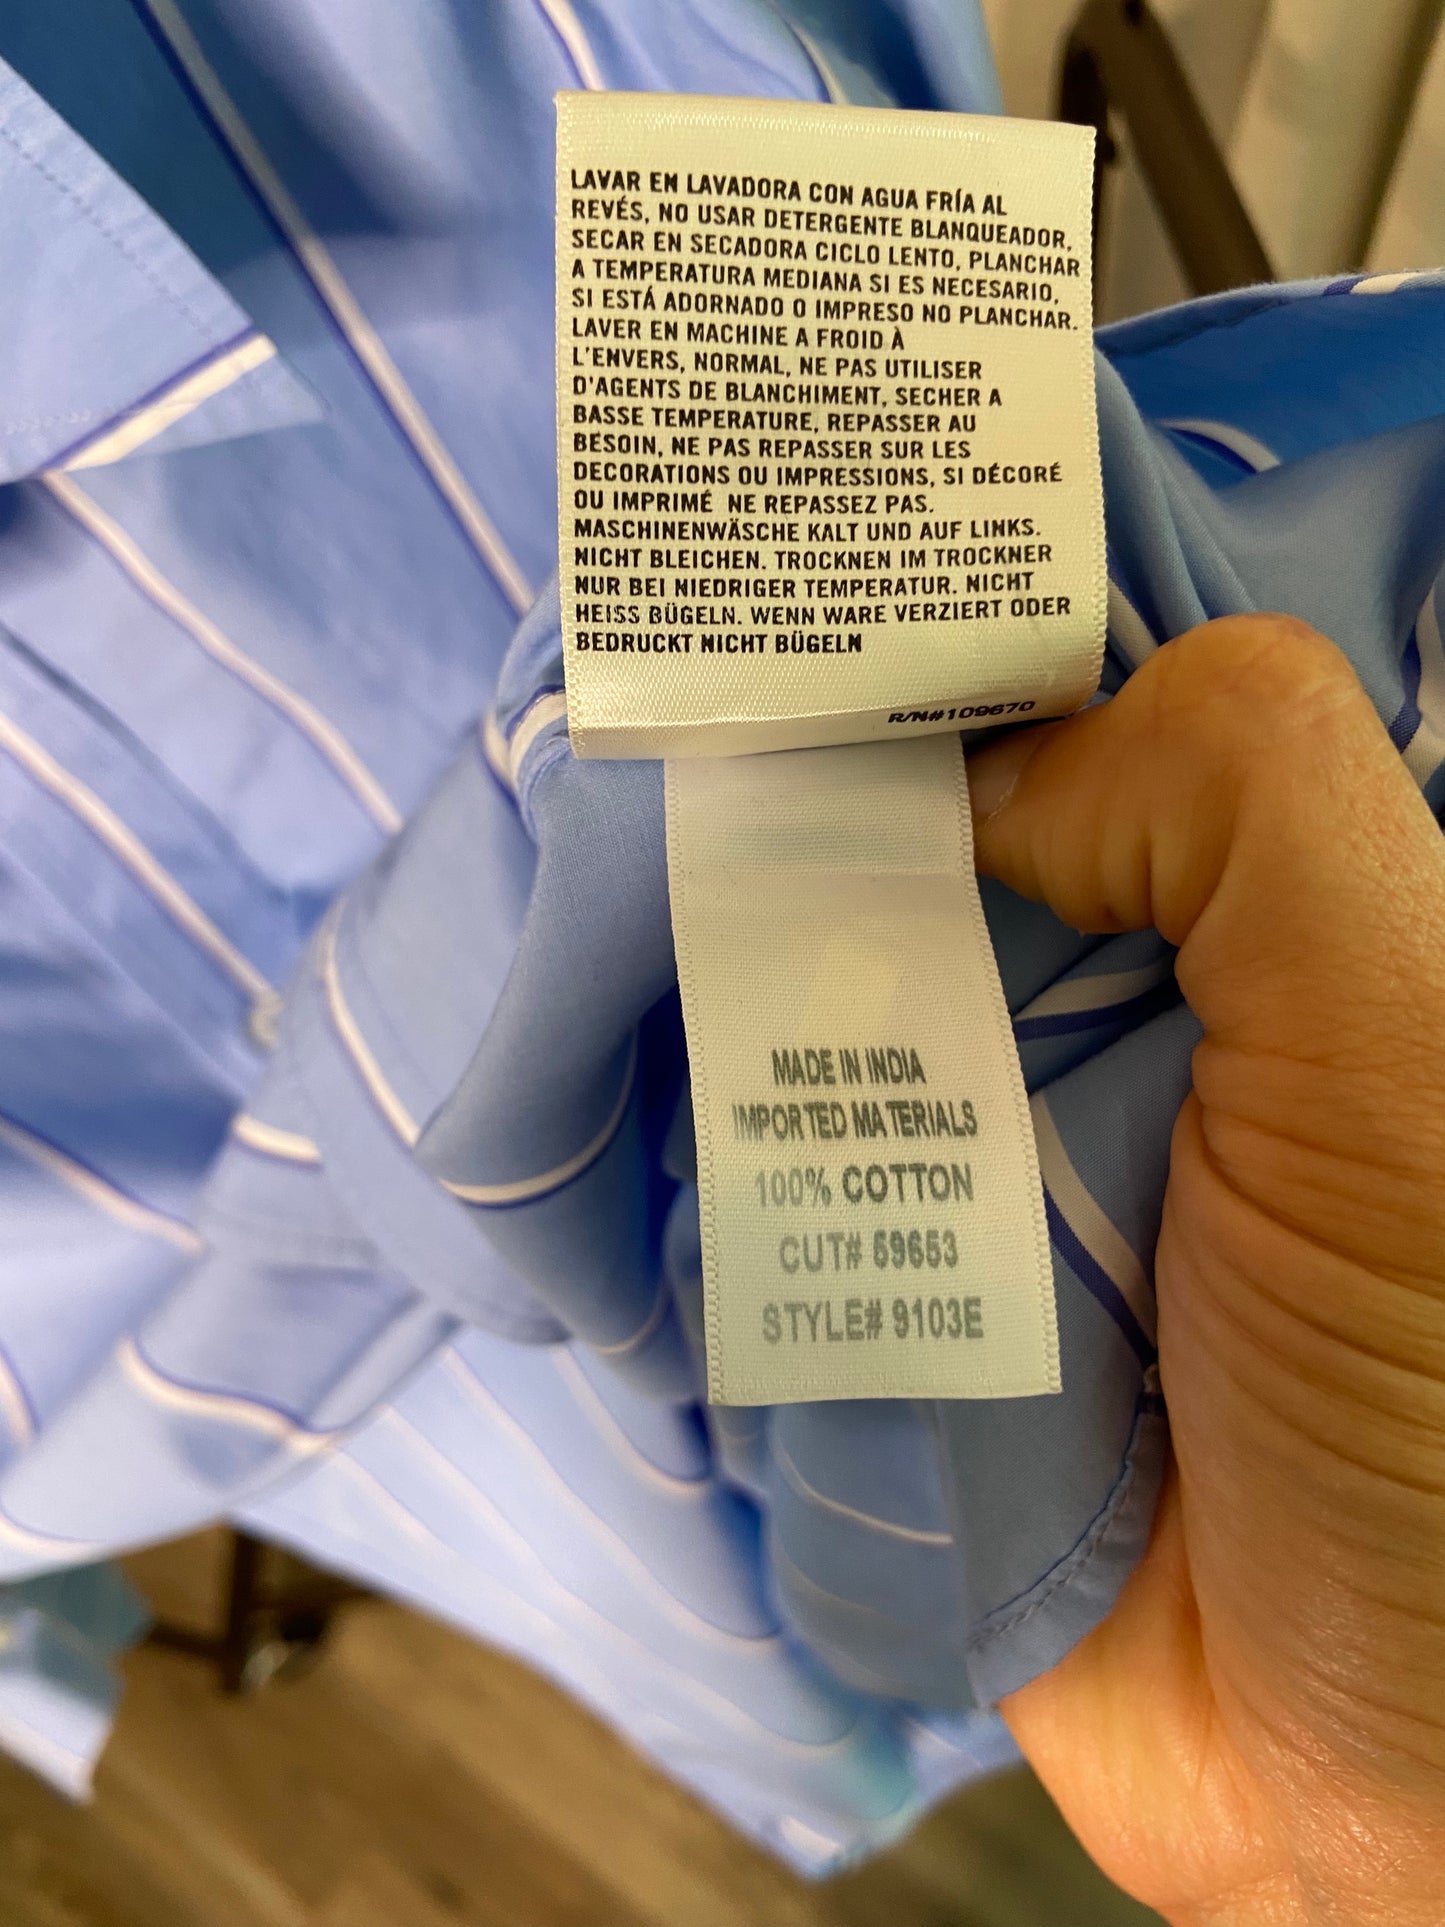 LAVAR EN LAVADORA CON AGUA FRÍA AL
REVÉS, NO USAR DETERGENTE BLANQUEADOR,
SECAR EN SECADORA CICLO LENTO, PLANCHAR
A TEMPERATURA MEDIANA SI ES NECESARIO,
SI ESTÁ ADORNADO O IMPRESO NO PLANCHAR.
LAVER EN MACHINE A FROID À
L'ENVERS, NORMAL, NE PAS UTILISER
D'AGENTS DE BLANCHIMENT, SECHER A
BASSE TEMPERATURE, REPASSER AU
BESOIN, NE PAS REPASSER SUR LES
DECORATIONS OU IMPRESSIONS, SI DÉCORÉ
OU IMPRIMÉ NE REPASSEZ PAS.
MASCHINENWÄSCHE KALT UND AUF LINKS.
NICHT BLEICHEN. TROCKNEN IM TROCKNER
NUR BEI NIEDRIGER TEMPERATUR. NICHT
HEISS BÜGELN. WENN WARE VERZIERT ODER
BEDRUCKT NICHT BÜGELN
R/N#109670
MADE IN INDIA
IMPORTED MATERIALS
100% COTTON
CUT# 59653
STYLE# 9103E